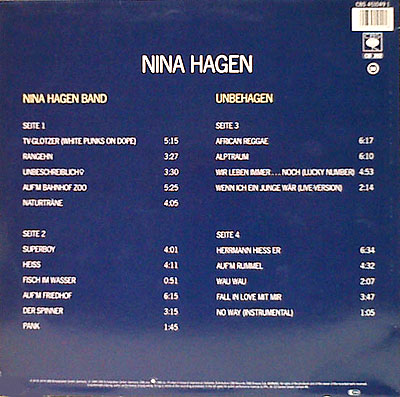 CBS 451049 1
NINA HAGEN
NINA HAGEN BAND
SEITE 1
TV-GLOTZER (WHITE PUNKS ON DOPE) 5:15
RANGEHN 3:27
UNBESCHREIBLICH♀ 3:30
AUF'M BAHNHOF ZOO 5:25
NATURTRÄNE 4:05
SEITE 2
SUPERBOY 4:01
HEISS 4:11
FISCH IM WASSER 0:51
AUF'M FRIEDHOF 6:15
DER SPINNER 3:15
PANK 1:45
UNBEHAGEN
SEITE 3
AFRICAN REGGAE 6:17
ALPTRAUM 6:10
WIR LEBEN IMMER . . . NOCH (LUCKY NUMBER) 4:53
WENN ICH EIN JUNGE WÄR (LIVE-VERSION) 2:14
SEITE 4
HERRMANN HIESS ER 6:34
AUF'M RUMMEL 4:32
WAU WAU 2:07
FALL IN LOVE MIT MIR 3:47
NO WAY (INSTRUMENTAL) 1:05